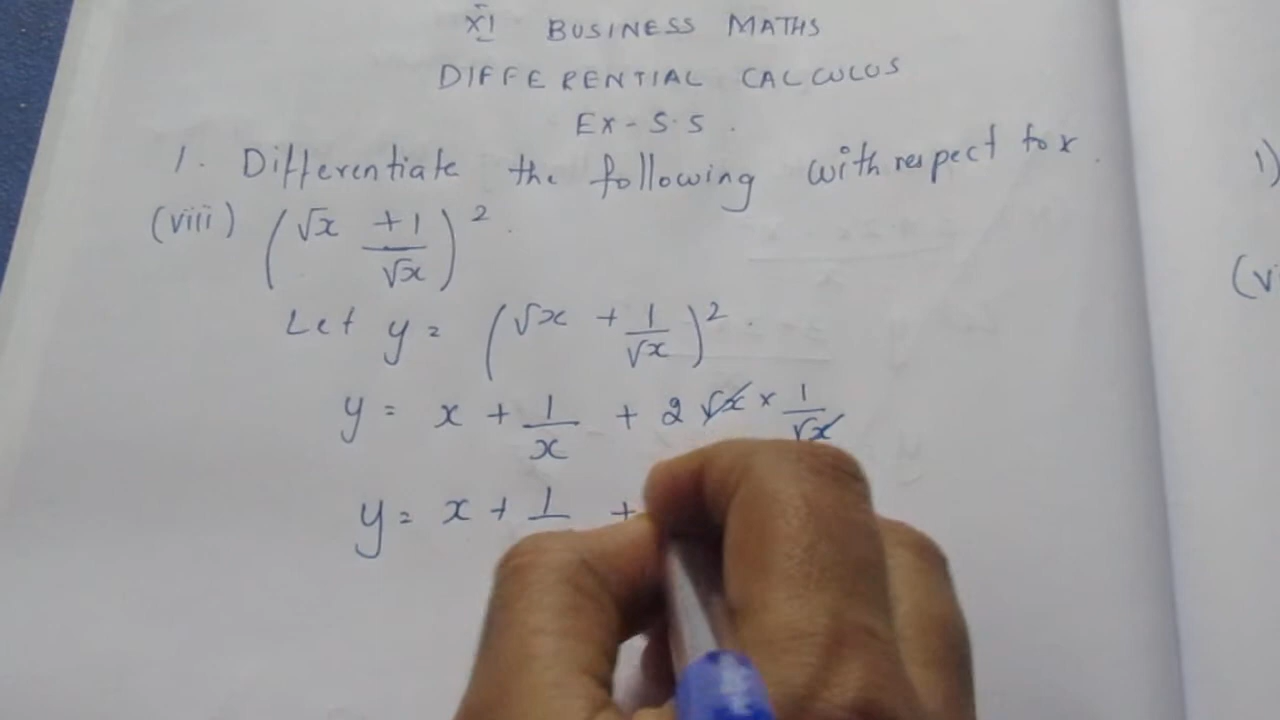 XI BUSINESS MATHS
DIFFERENTIAL CALCULUS
EX-5.5.
1. Differentiate the following with respect to x.
(viii) (√x + 1/√x)²
Let y = (√x + 1/√x)²
y = x + 1/x + 2√x × 1/√x
y = x + 1 +
1)
(v